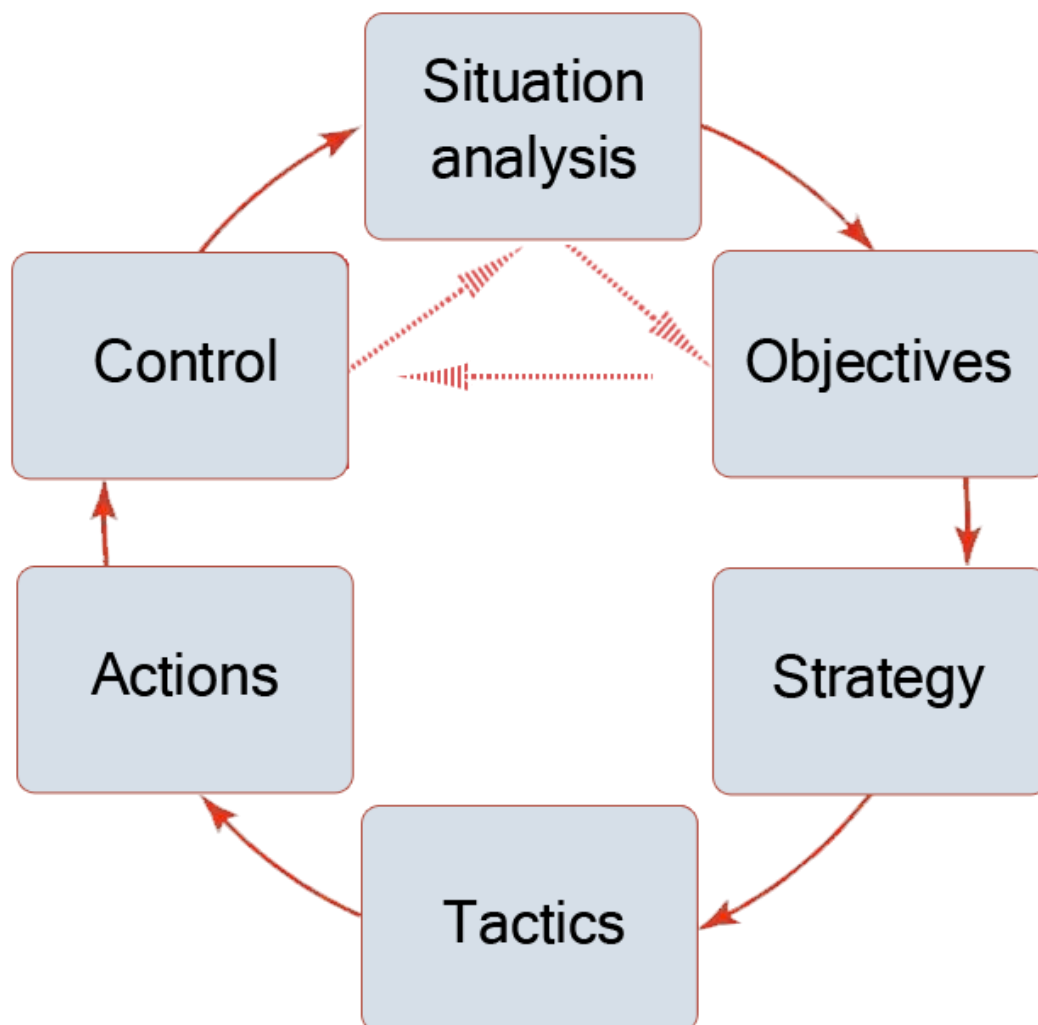 Situation
analysis
Objectives
Strategy
Tactics
Actions
Control